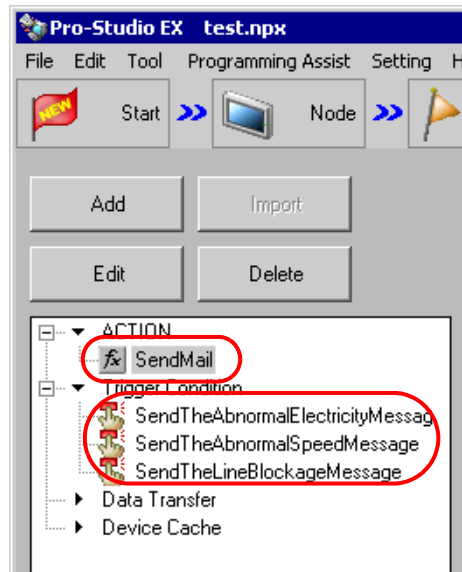 Pro-Studio EX test.npx
File Edit Tool Programming Assist Setting H
NEW Start Node
Add Import
Edit Delete
ACTION
fx SendMail
Trigger Condition
SendTheAbnormalElectricityMessag
SendTheAbnormalSpeedMessage
SendTheLineBlockageMessage
Data Transfer
Device Cache